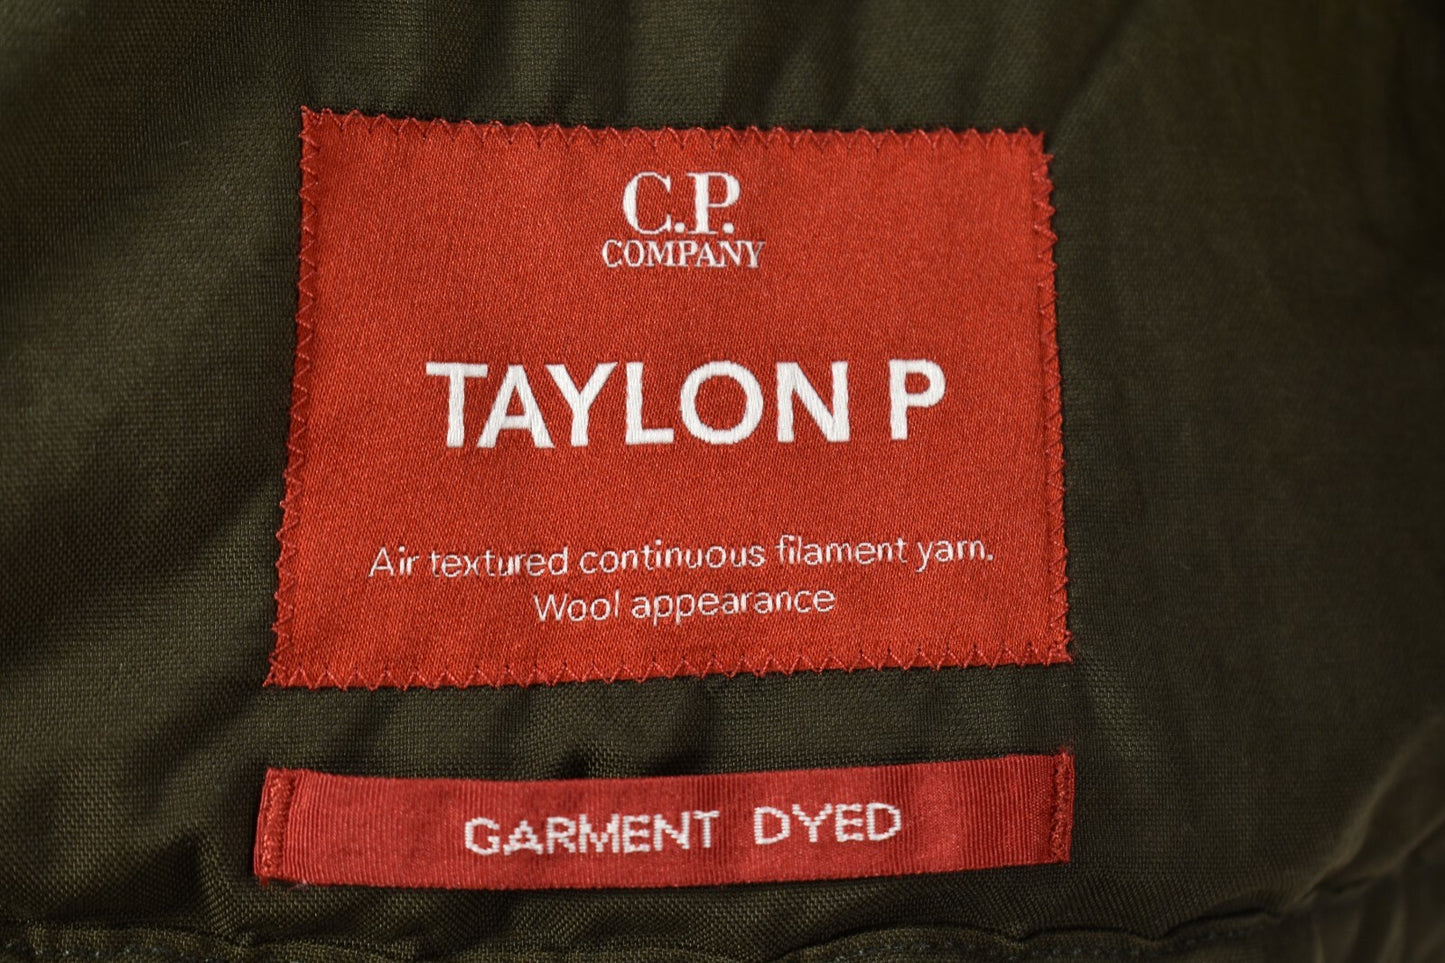 C.P.
COMPANY
TAYLON P
Air textured continuous filament yarn.
Wool appearance
GARMENT DYED